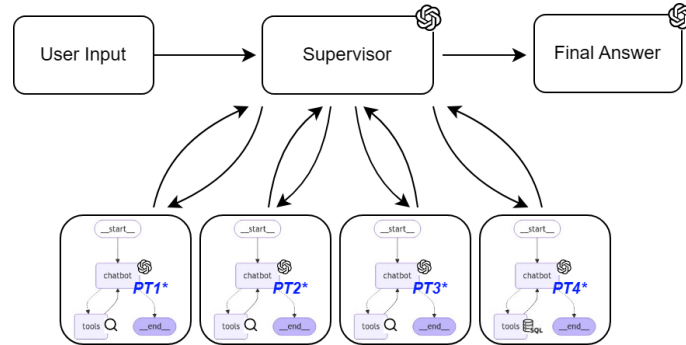 User Input
Supervisor
Final Answer
__start__
chatbot
PT1*
tools
__end__
__start__
chatbot
PT2*
tools
__end__
__start__
chatbot
PT3*
tools
__end__
__start__
chatbot
PT4*
tools
SQL
__end__